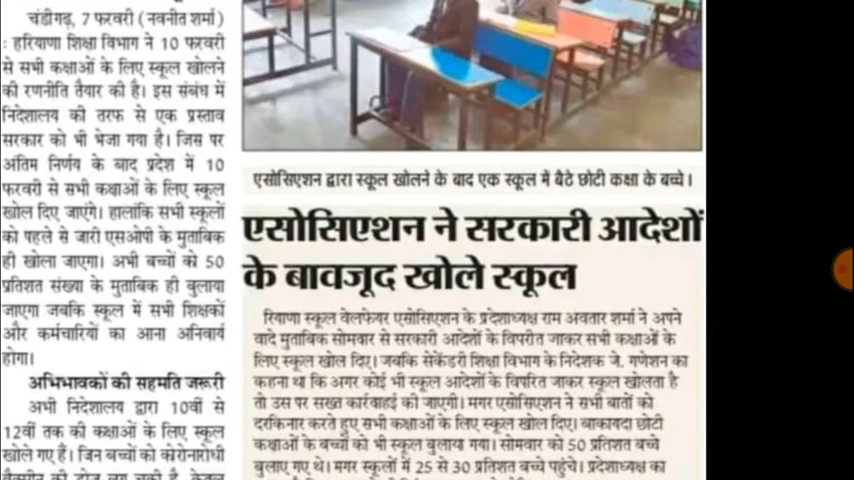 चंडीगढ़, 7 फरवरी (नवनीत शर्मा)
: हरियाणा शिक्षा विभाग ने 10 फरवरी
से सभी कक्षाओं के लिए स्कूल खोलने
की रणनीति तैयार की है। इस संबंध में
निदेशालय की तरफ से एक प्रस्ताव
सरकार को भी भेजा गया है। जिस पर
अंतिम निर्णय के बाद प्रदेश में 10
फरवरी से सभी कक्षाओं के लिए स्कूल
खोल दिए जाएंगे। हालांकि सभी स्कूलों
को पहले से जारी एसओपी के मुताबिक
ही खोला जाएगा। अभी बच्चों को 50
प्रतिशत संख्या के मुताबिक ही बुलाया
जाएगा जबकि स्कूल में सभी शिक्षकों
और कर्मचारियों का आना अनिवार्य
होगा।
अभिभावकों की सहमति जरूरी
अभी निदेशालय द्वारा 10वीं से
12वीं तक की कक्षाओं के लिए स्कूल
खोले गए हैं। जिन बच्चों को कोरोनारोधी
वैक्सीन की डोज लग चुकी है, केवल
एसोसिएशन द्वारा स्कूल खोलने के बाद एक स्कूल में बैठे छोटी कक्षा के बच्चे।
एसोसिएशन ने सरकारी आदेशों
के बावजूद खोले स्कूल
रियाणा स्कूल वेलफेयर एसोसिएशन के प्रदेशाध्यक्ष राम अवतार शर्मा ने अपने
वादे मुताबिक सोमवार से सरकारी आदेशों के विपरीत जाकर सभी कक्षाओं के
लिए स्कूल खोल दिए। जबकि सेकेंडरी शिक्षा विभाग के निदेशक जे. गणेशन का
कहना था कि अगर कोई भी स्कूल आदेशों के विपरित जाकर स्कूल खोलता है
तो उस पर सख्त कार्रवाई की जाएगी। मगर एसोसिएशन ने सभी बातों को
दरकिनार करते हुए सभी कक्षाओं के लिए स्कूल खोल दिए। बाकायदा छोटी
कक्षाओं के बच्चों को भी स्कूल बुलाया गया। सोमवार को 50 प्रतिशत बच्चे
बुलाए गए थे। मगर स्कूलों में 25 से 30 प्रतिशत बच्चे पहुंचे। प्रदेशाध्यक्ष का